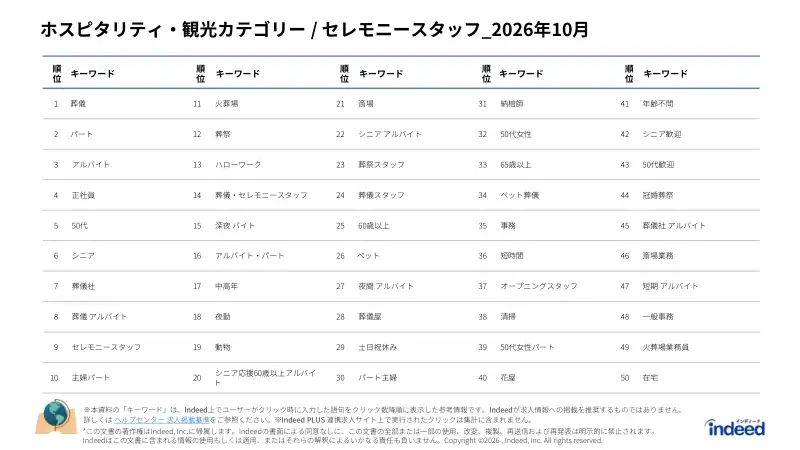 ホスピタリティ・観光カテゴリー / セレモニースタッフ_2026年10月
順位 キーワード 順位 キーワード 順位 キーワード 順位 キーワード 順位 キーワード
1 葬儀 11 火葬場 21 斎場 31 納棺師 41 年齢不問
2 パート 12 葬祭 22 シニア アルバイト 32 50代女性 42 シニア歓迎
3 アルバイト 13 ハローワーク 23 葬祭スタッフ 33 65歳以上 43 50代歓迎
4 正社員 14 葬儀・セレモニースタッフ 24 葬儀スタッフ 34 ペット葬儀 44 冠婚葬祭
5 50代 15 深夜 バイト 25 60歳以上 35 事務 45 葬儀社 アルバイト
6 シニア 16 アルバイト・パート 26 ペット 36 短時間 46 斎場業務
7 葬儀社 17 中高年 27 夜間 アルバイト 37 オープニングスタッフ 47 短期 アルバイト
8 葬儀 アルバイト 18 夜勤 28 葬儀屋 38 清掃 48 一般事務
9 セレモニースタッフ 19 動物 29 土日祝休み 39 50代女性パート 49 火葬場業務員
10 主婦パート 20 シニア応援60歳以上アルバイト 30 パート主婦 40 花屋 50 在宅
※本資料の「キーワード」は、Indeed上でユーザーがクリック時に入力した語句をクリック数降順に表示した参考情報です。Indeedが求人情報への掲載を推奨するものではありません。
詳しくは ヘルプセンター 求人掲載基準をご参照ください。※Indeed PLUS 連携求人サイト上で実行されたクリックは集計に含まれません。
*この文書の著作権はIndeed, Inc.に帰属します。Indeedの書面による同意なしに、この文書の全部または一部の使用、改変、複製、再送信および再発表は明示的に禁止されます。
Indeedはこの文書に含まれる情報の使用もしくは適用、またはそれらの解釈によるいかなる責任も負いません。Copyright ©2026 , Indeed, Inc. All rights reserved.
インディード
indeed